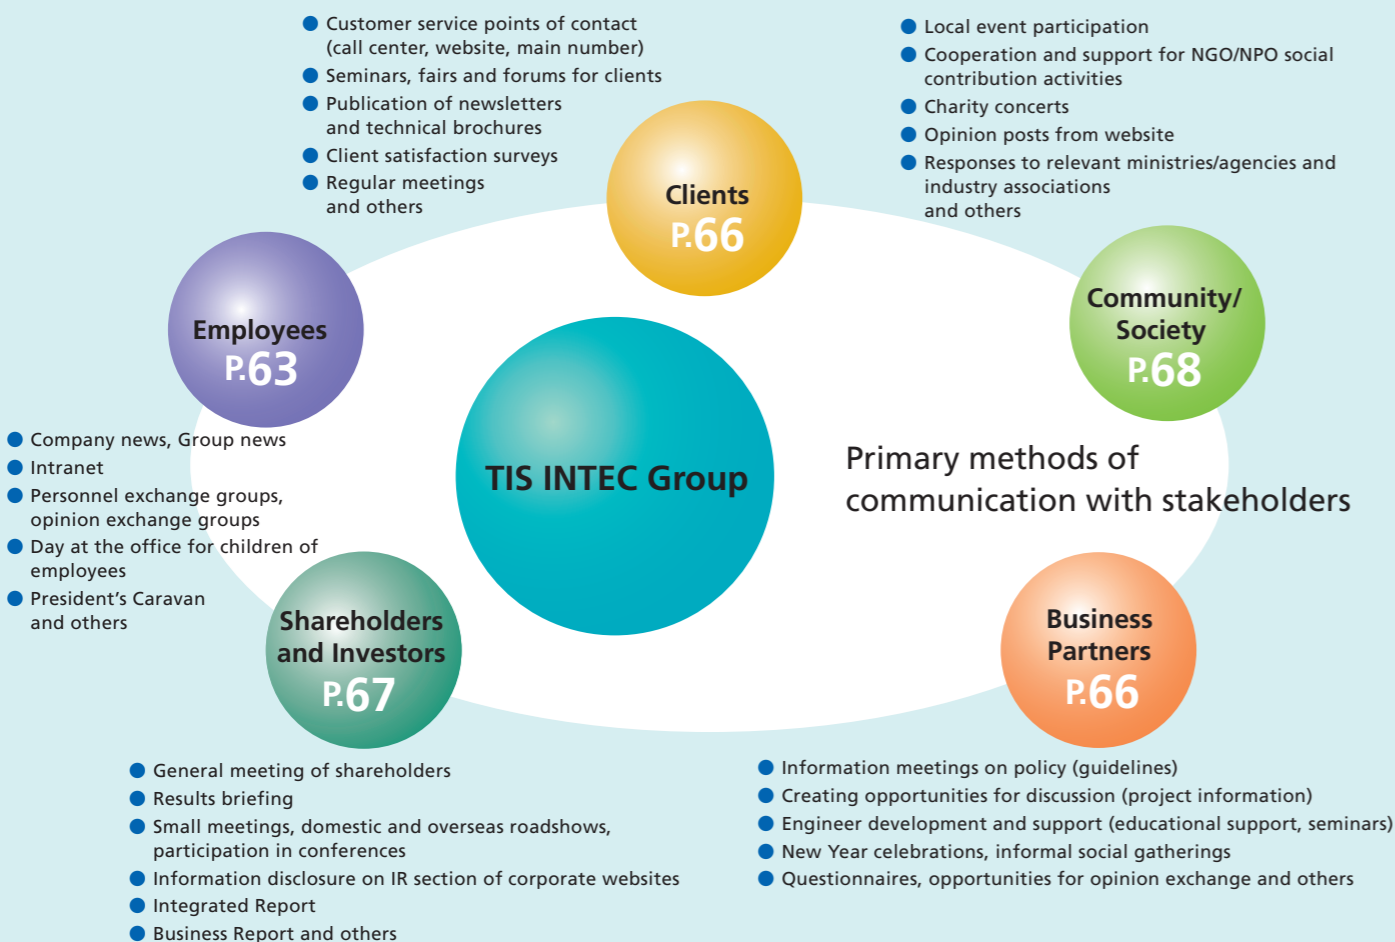 ● Customer service points of contact
(call center, website, main number)
● Seminars, fairs and forums for clients
● Publication of newsletters
and technical brochures
● Client satisfaction surveys
● Regular meetings
and others
● Local event participation
● Cooperation and support for NGO/NPO social
contribution activities
● Charity concerts
● Opinion posts from website
● Responses to relevant ministries/agencies and
industry associations
and others
Clients
P.66
Employees
P.63
Community/
Society
P.68
● Company news, Group news
● Intranet
● Personnel exchange groups,
opinion exchange groups
● Day at the office for children of
employees
● President's Caravan
and others
TIS INTEC Group
Primary methods of
communication with stakeholders
Shareholders
and Investors
P.67
Business
Partners
P.66
● General meeting of shareholders
● Results briefing
● Small meetings, domestic and overseas roadshows,
participation in conferences
● Information disclosure on IR section of corporate websites
● Integrated Report
● Business Report and others
● Information meetings on policy (guidelines)
● Creating opportunities for discussion (project information)
● Engineer development and support (educational support, seminars)
● New Year celebrations, informal social gatherings
● Questionnaires, opportunities for opinion exchange and others